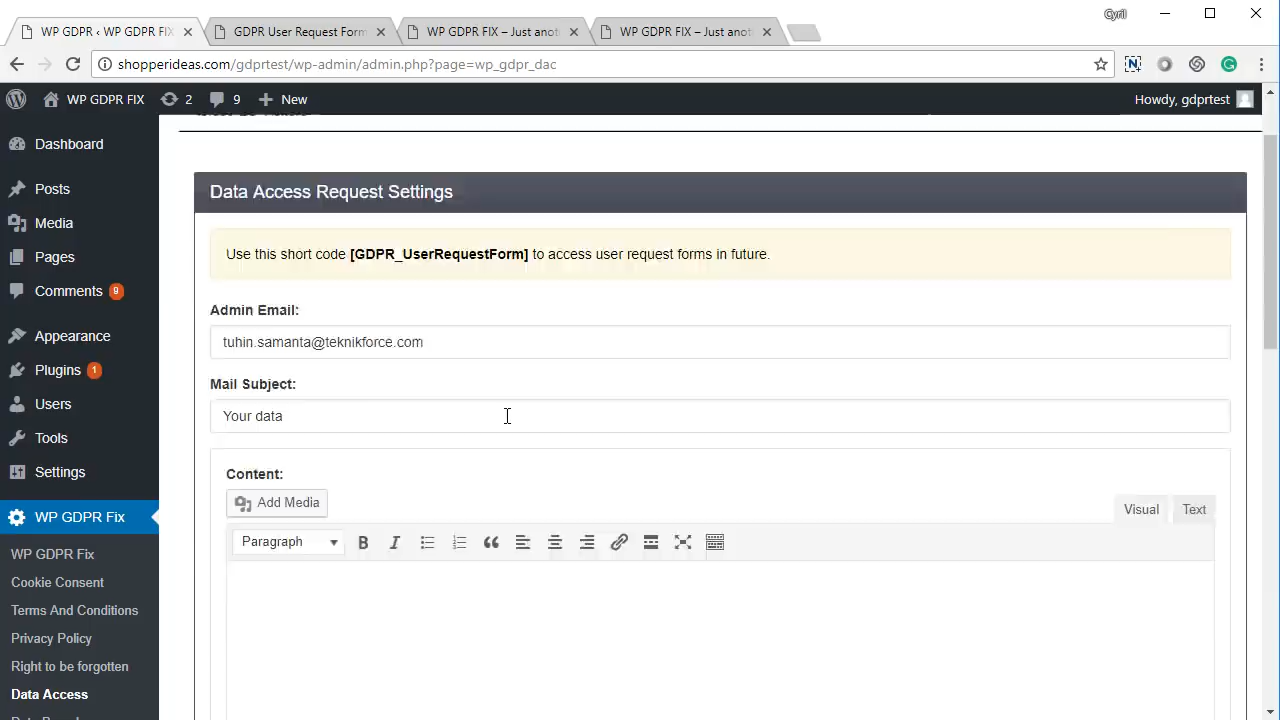 Cyril
WP GDPR ‹ WP GDPR FIX
GDPR User Request Form
WP GDPR FIX – Just anot
WP GDPR FIX – Just anot
shopperideas.com/gdprtest/wp-admin/admin.php?page=wp_gdpr_dac
WP GDPR FIX
2
9
New
Howdy, gdprtest
Dashboard
Posts
Media
Pages
Comments 9
Appearance
Plugins 1
Users
Tools
Settings
WP GDPR Fix
WP GDPR Fix
Cookie Consent
Terms And Conditions
Privacy Policy
Right to be forgotten
Data Access
Data Access Request Settings
Use this short code [GDPR_UserRequestForm] to access user request forms in future.
Admin Email:
tuhin.samanta@teknikforce.com
Mail Subject:
Your data
Content:
Add Media
Visual
Text
Paragraph
B
I